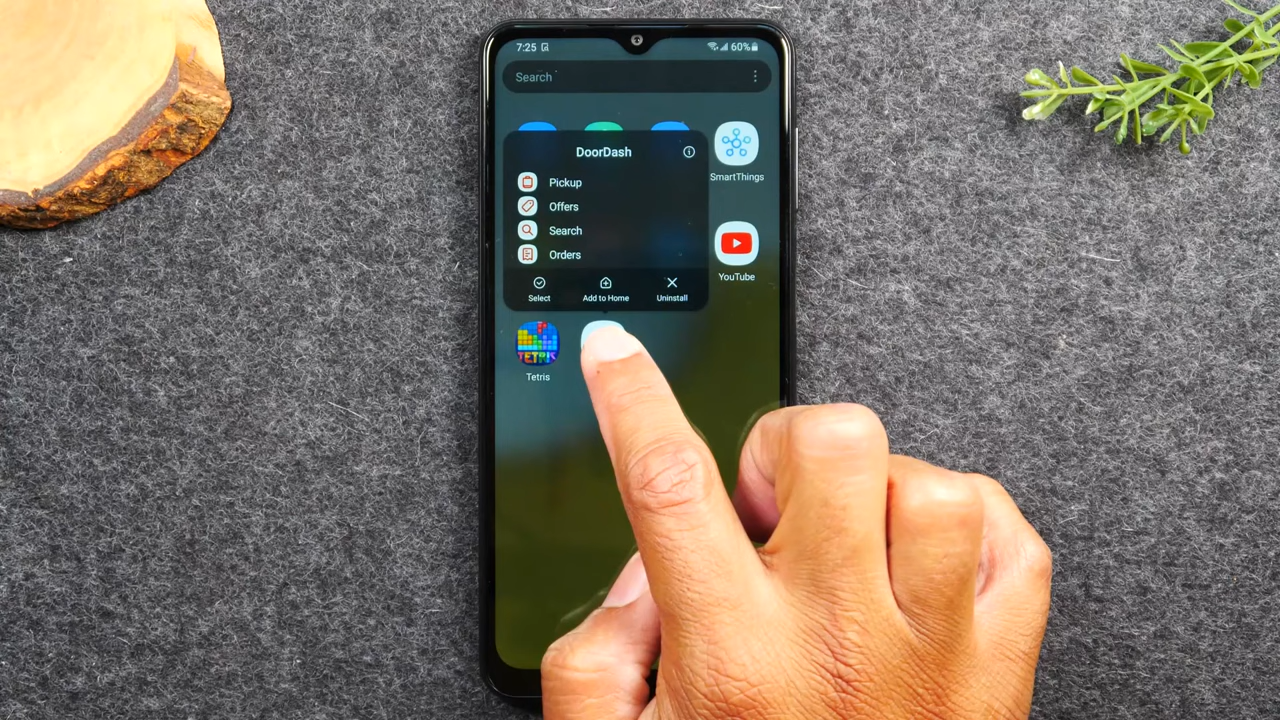 7:25 60%
Search
DoorDash
Pickup
Offers
Search
Orders
Select Add to Home Uninstall
SmartThings
YouTube
TETRIS
Tetris